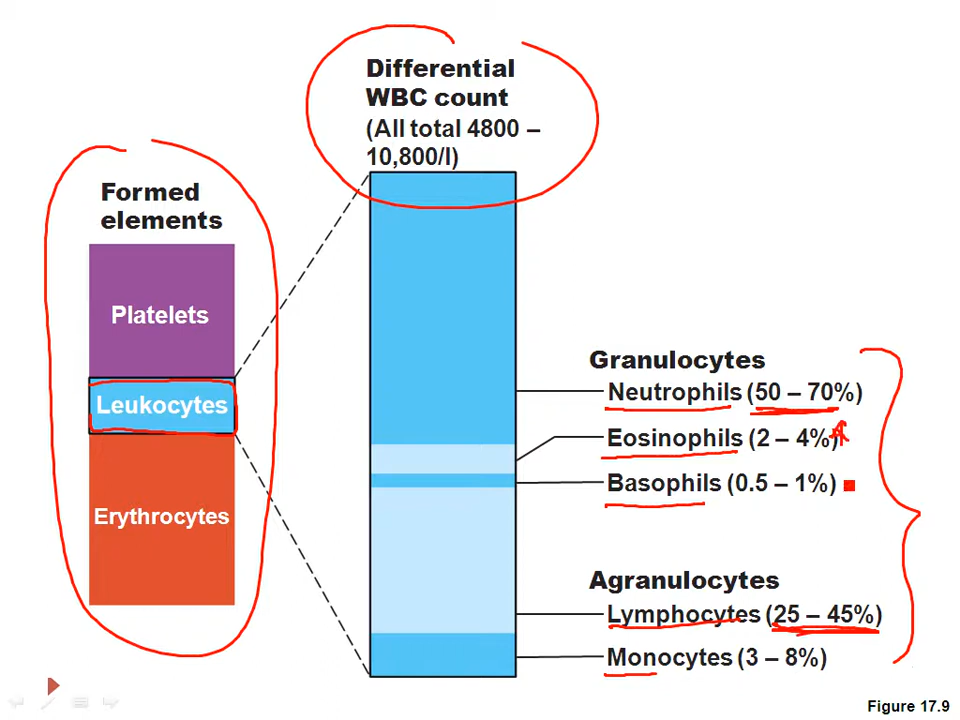 Differential
WBC count
(All total 4800 –
10,800/l)
Formed
elements
Platelets
Leukocytes
Erythrocytes
Granulocytes
Neutrophils (50 – 70%)
Eosinophils (2 – 4%)
Basophils (0.5 – 1%)
Agranulocytes
Lymphocytes (25 – 45%)
Monocytes (3 – 8%)
Figure 17.9